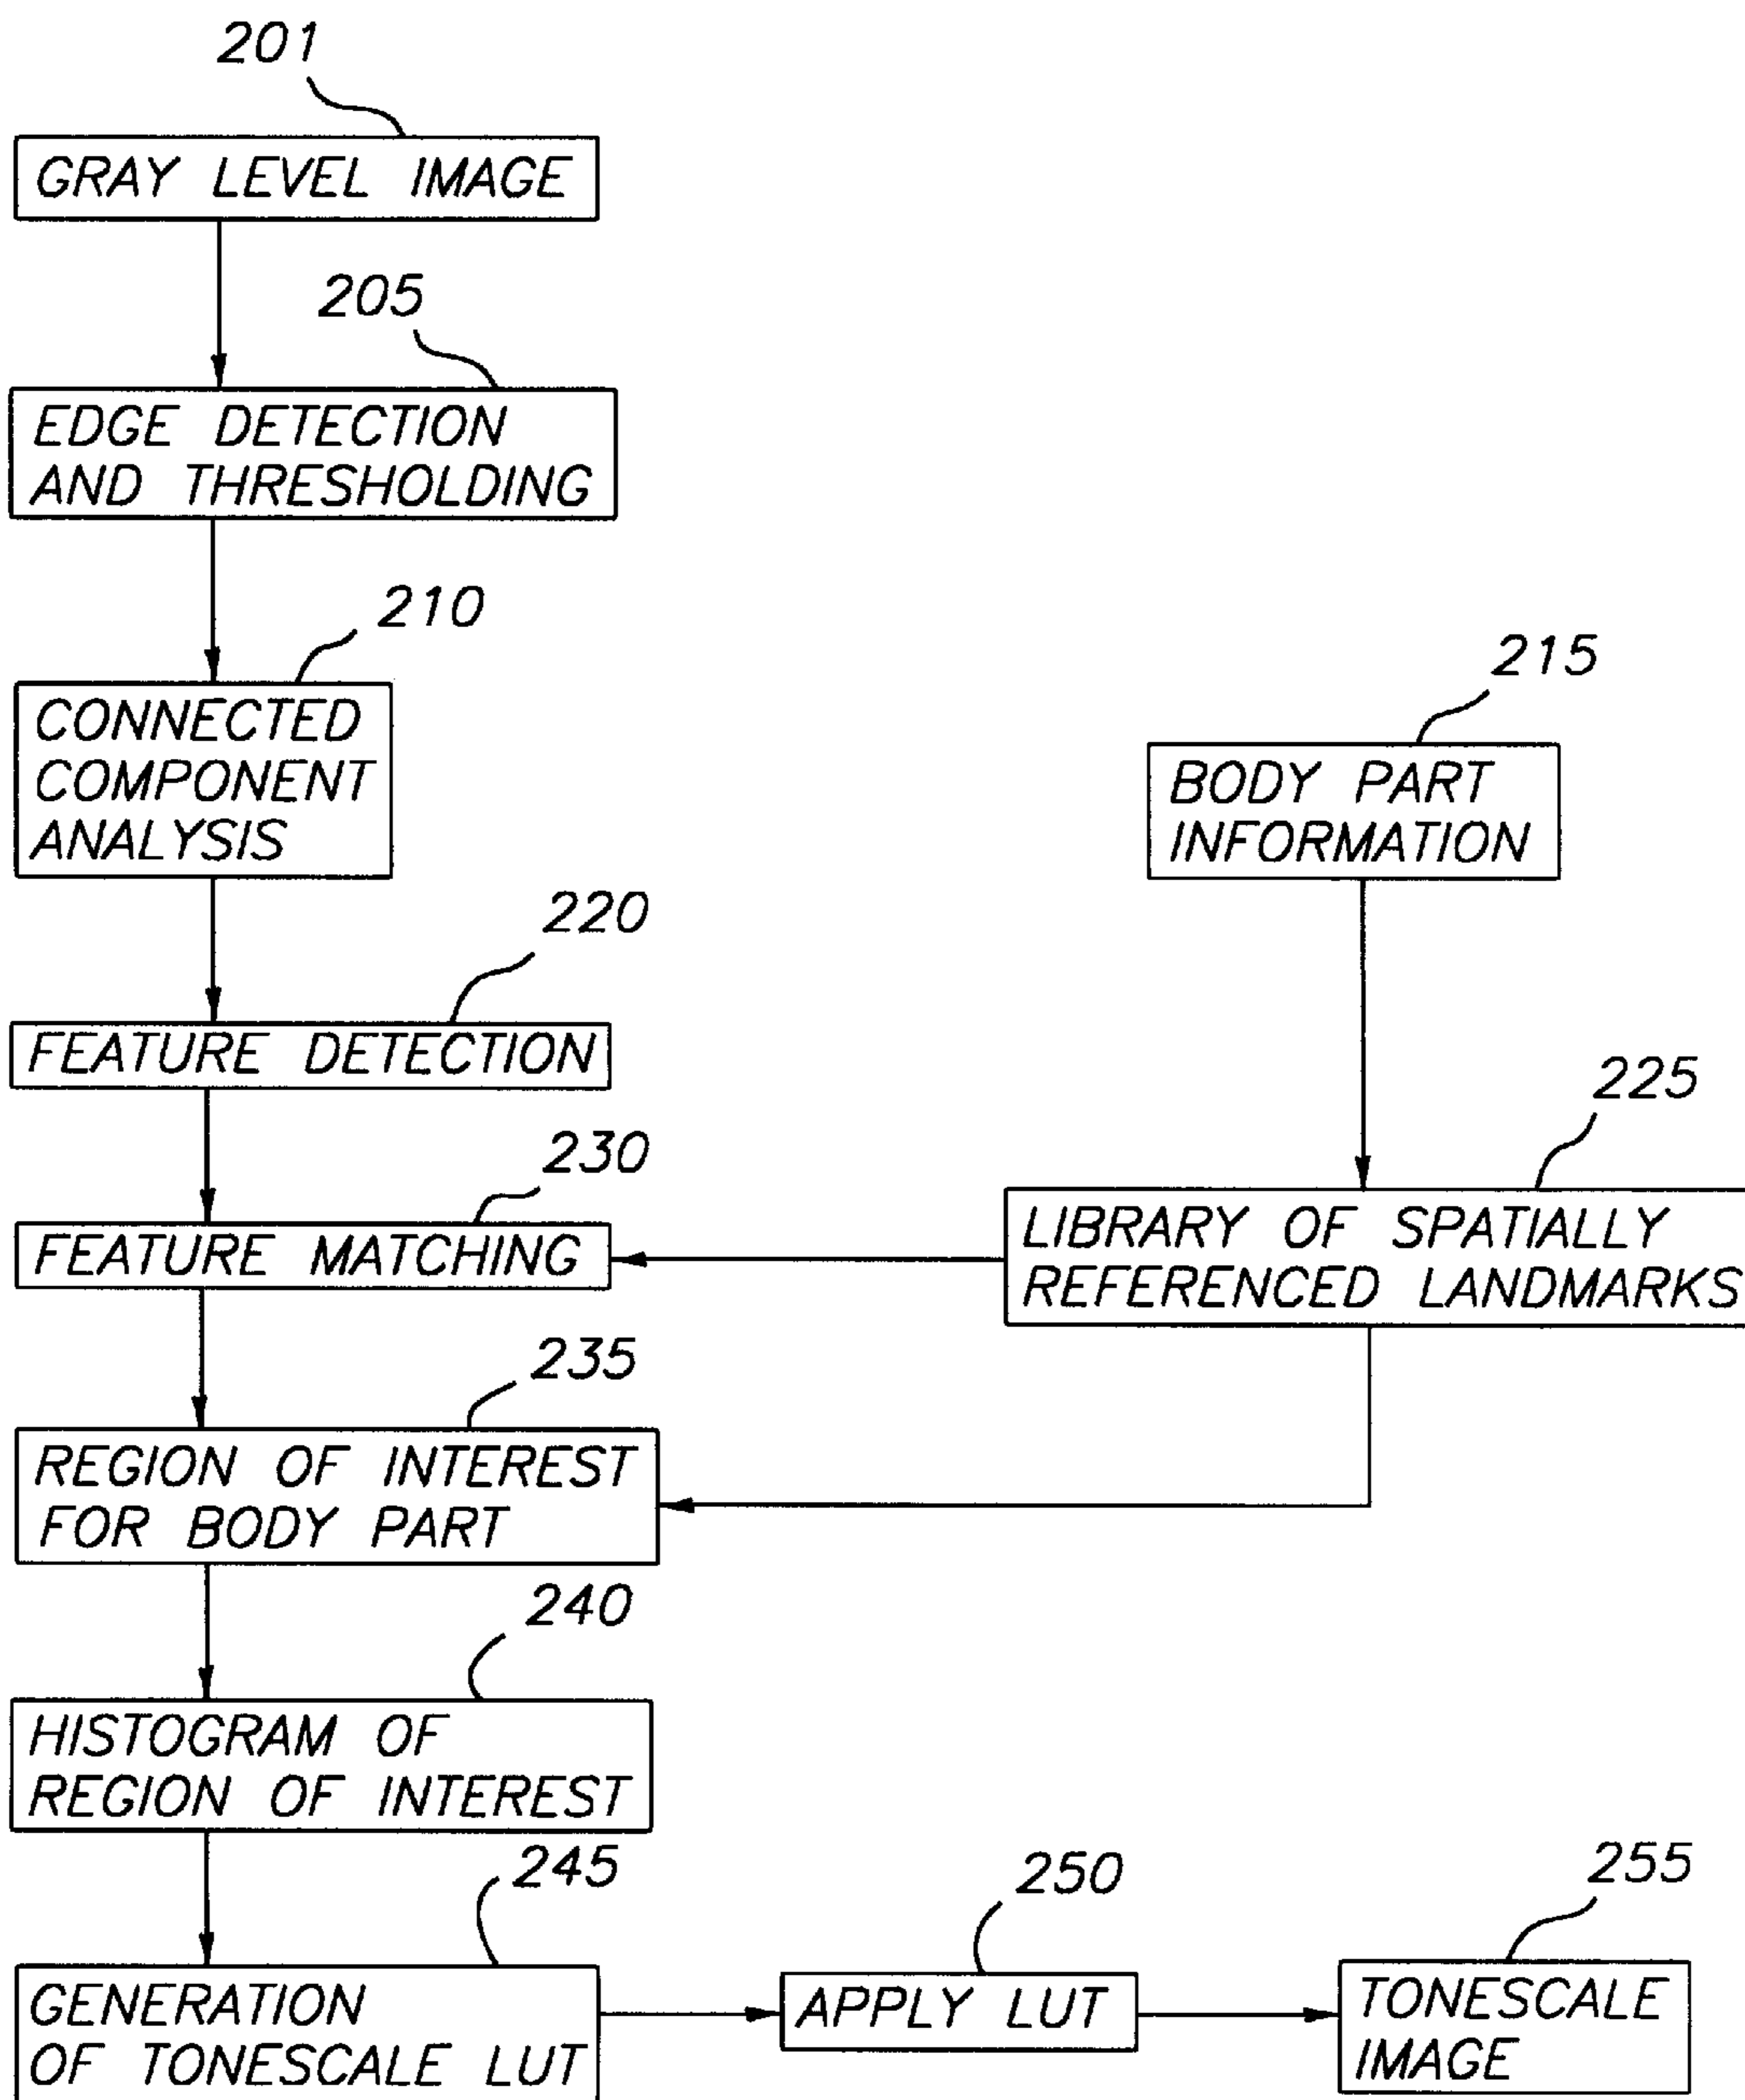 201
GRAY LEVEL IMAGE
205
EDGE DETECTION
AND THRESHOLDING
210
CONNECTED
COMPONENT
ANALYSIS
215
BODY PART
INFORMATION
220
FEATURE DETECTION
225
LIBRARY OF SPATIALLY
REFERENCED LANDMARKS
230
FEATURE MATCHING
235
REGION OF INTEREST
FOR BODY PART
240
HISTOGRAM OF
REGION OF INTEREST
245
GENERATION
OF TONESCALE LUT
250
APPLY LUT
255
TONESCALE
IMAGE